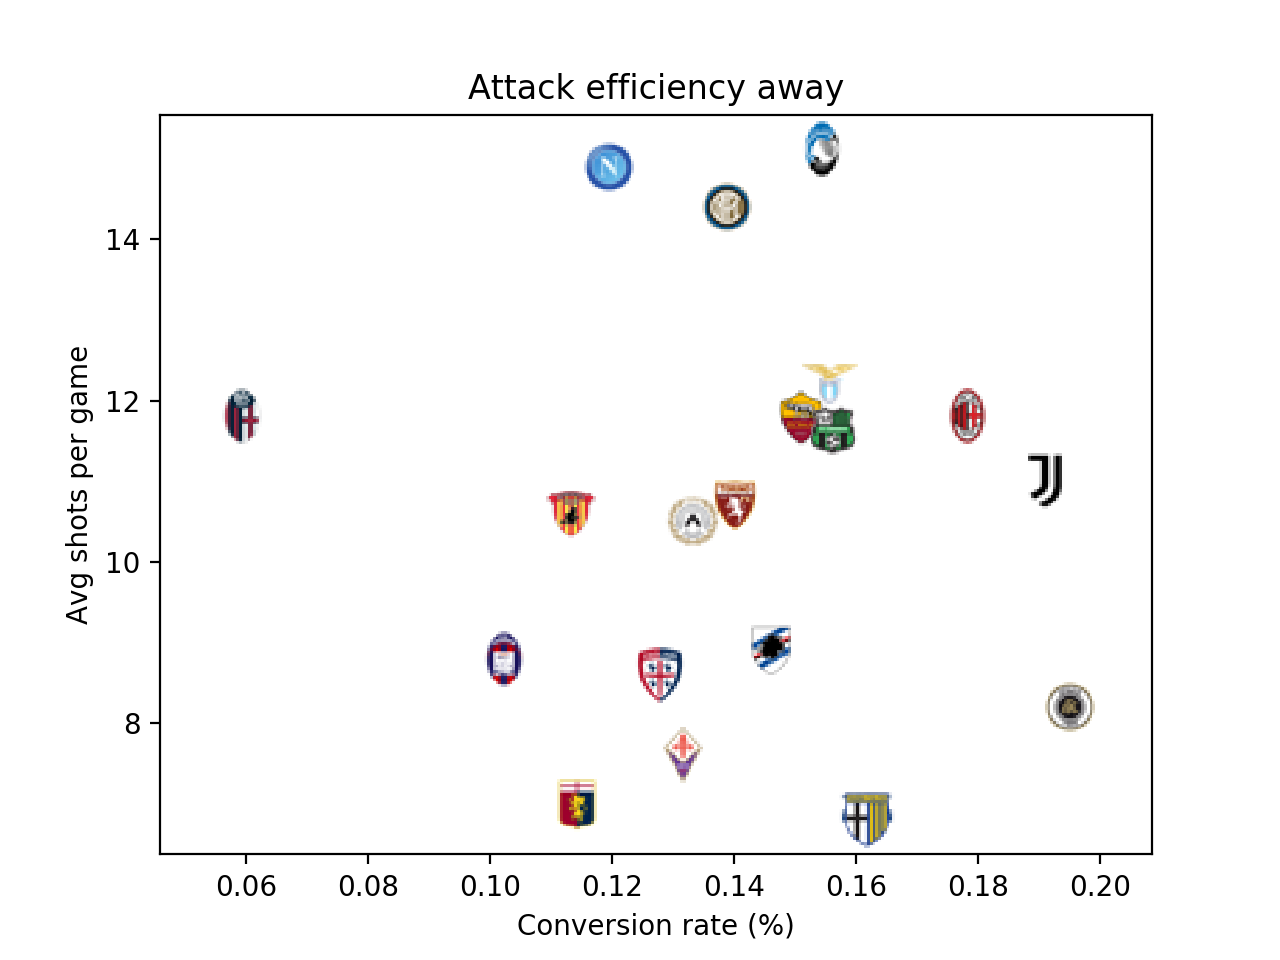 Attack efficiency away
Avg shots per game
14
12
10
8
N
TORINO
0.06 0.08 0.10 0.12 0.14 0.16 0.18 0.20
Conversion rate (%)